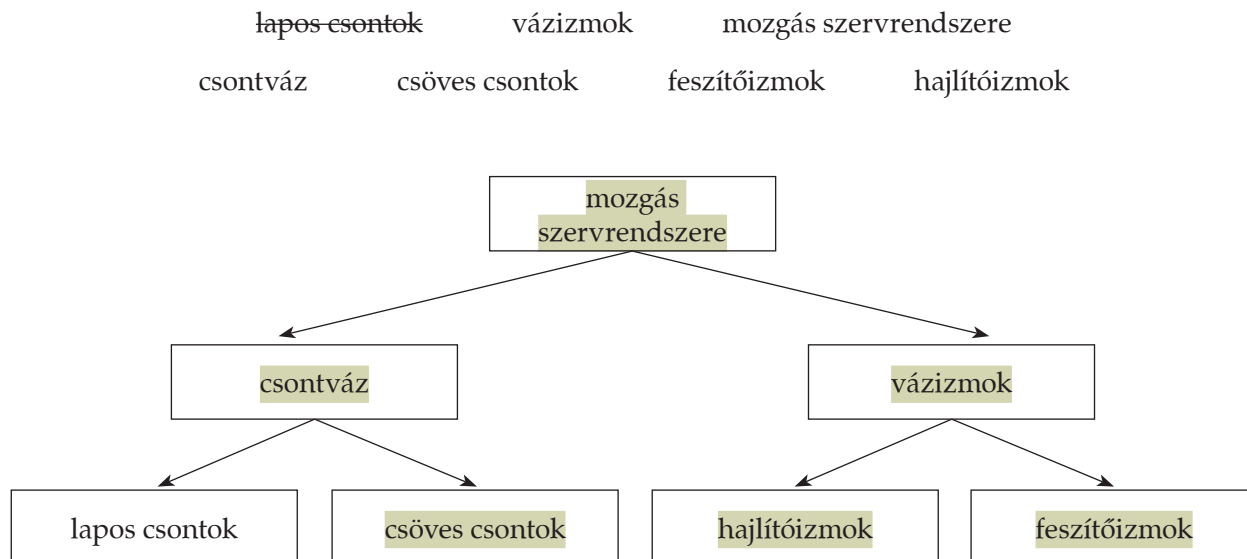 lapos csontok vázizmok mozgás szervrendszere
csontváz csöves csontok feszítőizmok hajlítóizmok
mozgás
szervrendszere
csontváz vázizmok
lapos csontok csöves csontok hajlítóizmok feszítőizmok